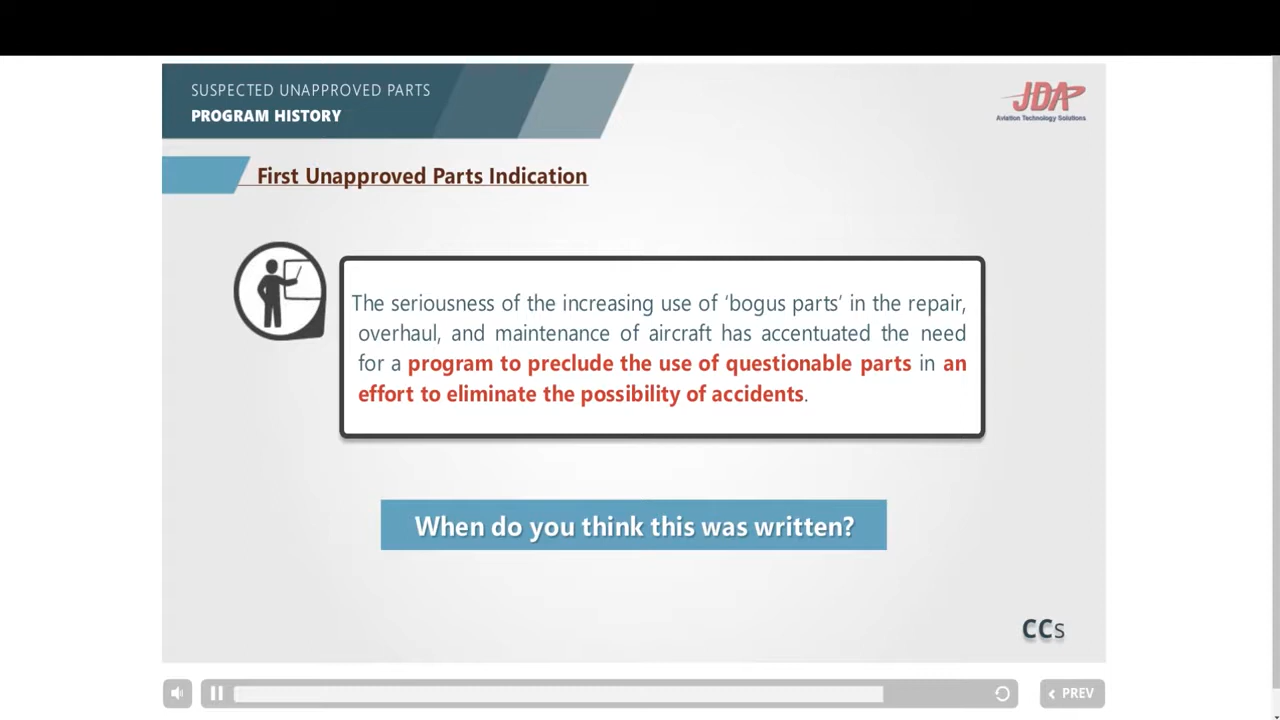 SUSPECTED UNAPPROVED PARTS
PROGRAM HISTORY
JDA
Aviation Technology Solutions
First Unapproved Parts Indication
The seriousness of the increasing use of ‘bogus parts’ in the repair,
overhaul, and maintenance of aircraft has accentuated the need
for a program to preclude the use of questionable parts in an
effort to eliminate the possibility of accidents.
When do you think this was written?
CCs
PREV